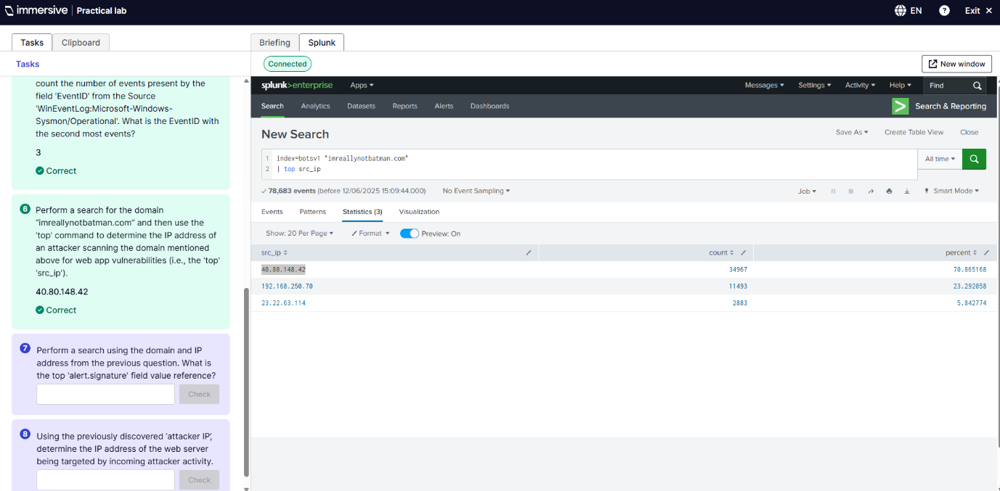 immersive Practical lab
EN ? Exit ×
Tasks Clipboard
Briefing Splunk
Tasks
count the number of events present by the
field 'EventID' from the Source
'WinEventLog:Microsoft-Windows-
Sysmon/Operational'. What is the EventID with
the second most events?
3
Correct
6 Perform a search for the domain
“imreallynotbatman.com” and then use the
'top' command to determine the IP address of
an attacker scanning the domain mentioned
above for web app vulnerabilities (i.e., the 'top'
'src_ip').
40.80.148.42
Correct
7 Perform a search using the domain and IP
address from the previous question. What is
the top 'alert.signature' field value reference?
Check
8 Using the previously discovered ‘attacker IP’,
determine the IP address of the web server
being targeted by incoming attacker activity.
Check
Connected
New window
splunk>enterprise Apps Messages Settings Activity Help Find
Search Analytics Datasets Reports Alerts Dashboards > Search & Reporting
New Search
Save As Create Table View Close
1 index=botsv1 "imreallynotbatman.com"
2 | top src_ip
All time
78,683 events (before 12/06/2025 15:09:44.000) No Event Sampling
Job Smart Mode
Events Patterns Statistics (3) Visualization
Show: 20 Per Page Format Preview: On
src_ip count percent
40.80.148.42 34967 70.865168
192.168.250.70 11493 23.292058
23.22.63.114 2883 5.842774